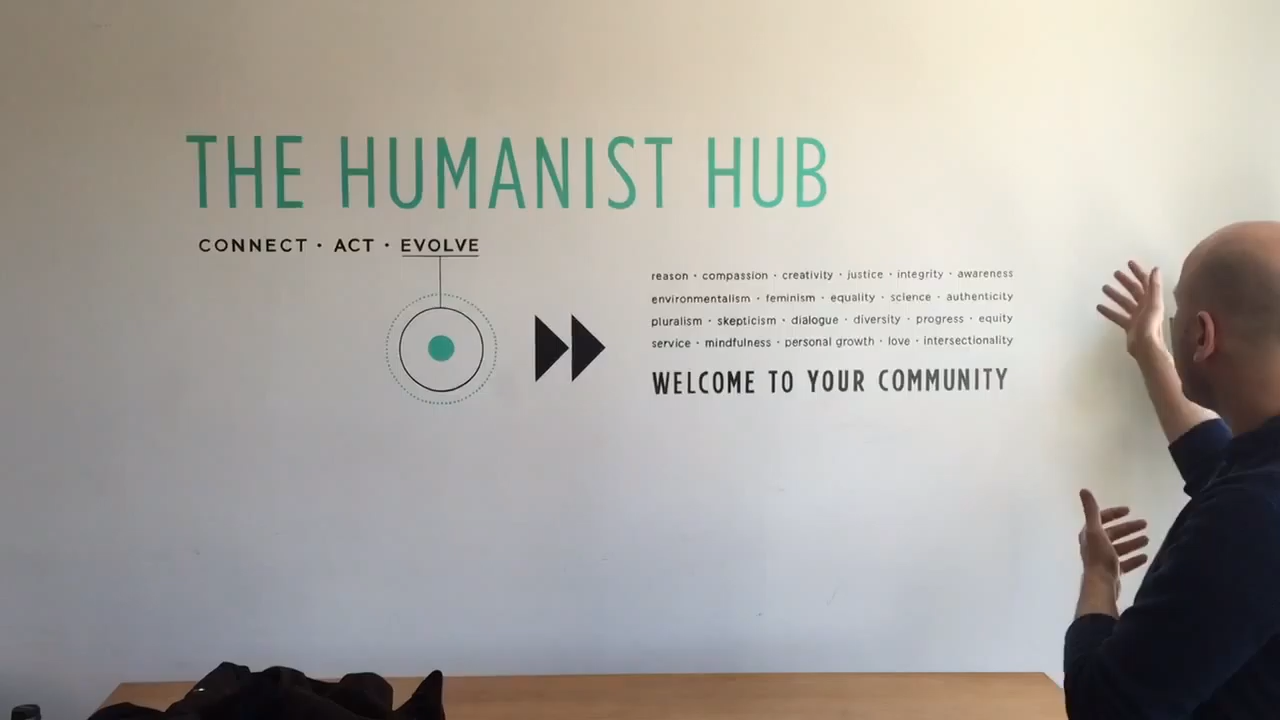 THE HUMANIST HUB
CONNECT · ACT · EVOLVE
reason · compassion · creativity · justice · integrity · awareness
environmentalism · feminism · equality · science · authenticity
pluralism · skepticism · dialogue · diversity · progress · equity
service · mindfulness · personal growth · love · intersectionality
WELCOME TO YOUR COMMUNITY